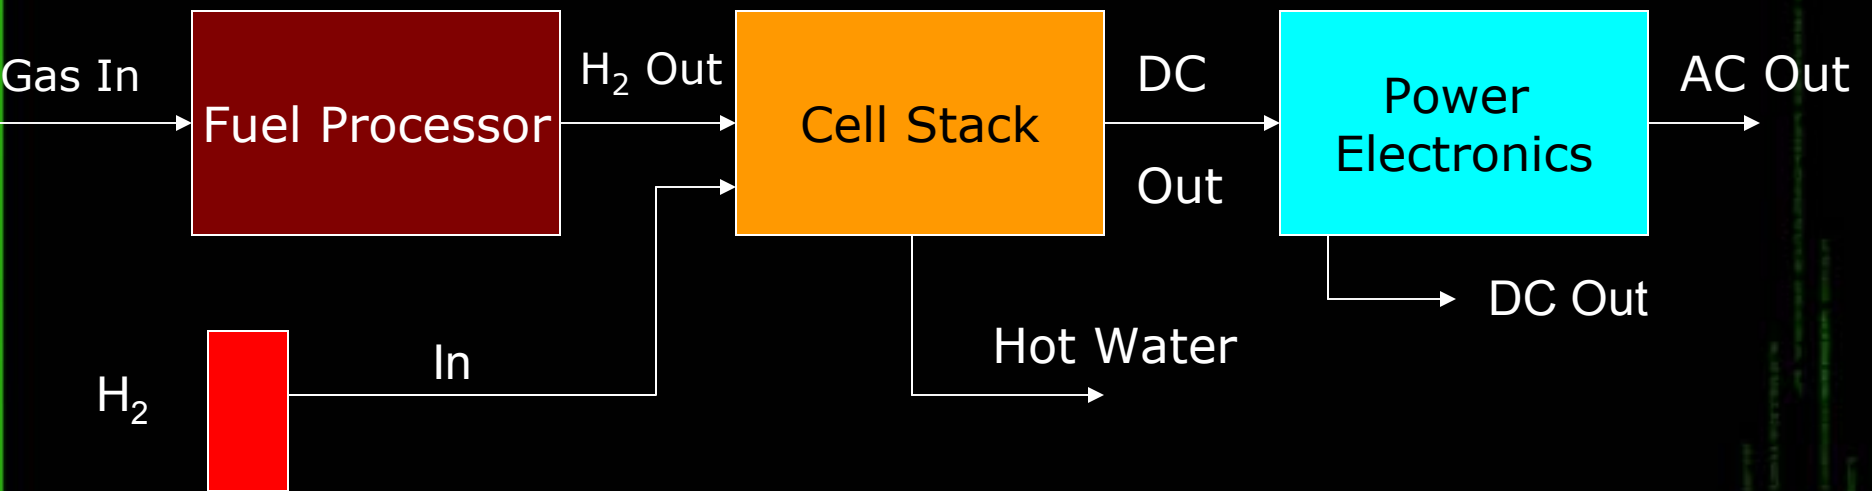 Gas In
Fuel Processor
H₂ Out
Cell Stack
DC
Out
Power
Electronics
AC Out
DC Out
Hot Water
In
H₂